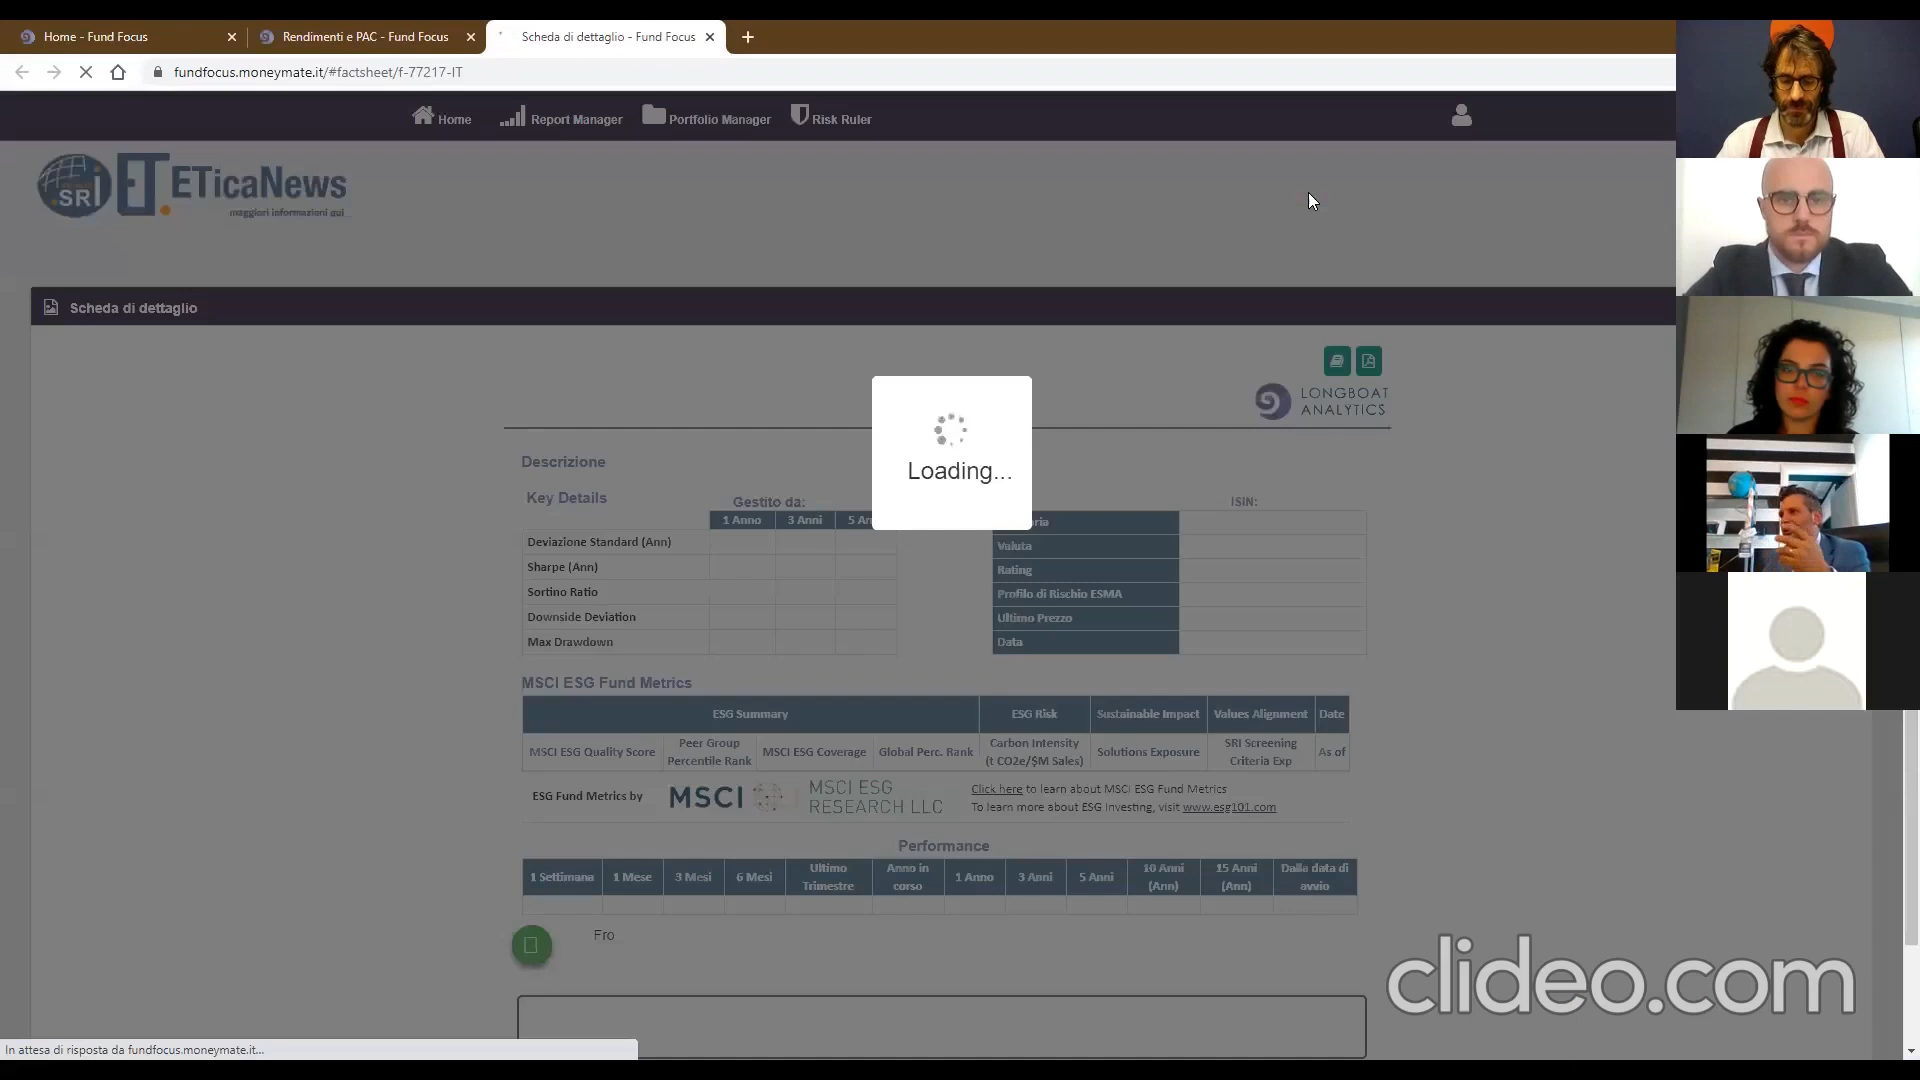 Home - Fund Focus
Rendimenti e PAC - Fund Focus
Scheda di dettaglio - Fund Focus
fundfocus.moneymate.it/#factsheet/f-77217-IT
Home
Report Manager
Portfolio Manager
Risk Ruler
SRI ET. ETicaNews
maggiori informazioni qui...
Scheda di dettaglio
LONGBOAT
ANALYTICS
Loading...
Descrizione
Key Details
Gestito da:
ISIN:
1 Anno 3 Anni 5 An
Deviazione Standard (Ann)
Sharpe (Ann)
Sortino Ratio
Downside Deviation
Max Drawdown
ria
Valuta
Rating
Profilo di Rischio ESMA
Ultimo Prezzo
Data
MSCI ESG Fund Metrics
ESG Summary ESG Risk Sustainable Impact Values Alignment Date
MSCI ESG Quality Score
Peer Group
Percentile Rank
MSCI ESG Coverage
Global Perc. Rank
Carbon Intensity
(t CO2e/$M Sales)
Solutions Exposure
SRI Screening
Criteria Exp
As of
ESG Fund Metrics by
MSCI
MSCI ESG
RESEARCH LLC
Click here to learn about MSCI ESG Fund Metrics
To learn more about ESG Investing, visit www.esg101.com
Performance
1 Settimana
1 Mese
3 Mesi
6 Mesi
Ultimo
Trimestre
Anno in
corso
1 Anno
3 Anni
5 Anni
10 Anni
(Ann)
15 Anni
(Ann)
Dalla data di
avvio
Fro
clideo.com
In attesa di risposta da fundfocus.moneymate.it...